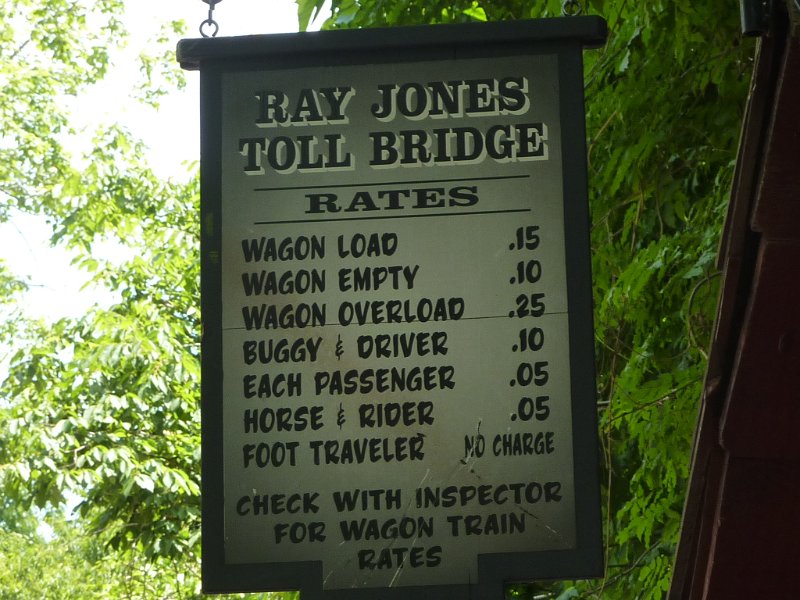 RAY JONES
TOLL BRIDGE
RATES
WAGON LOAD .15
WAGON EMPTY .10
WAGON OVERLOAD .25
BUGGY & DRIVER .10
EACH PASSENGER .05
HORSE & RIDER .05
FOOT TRAVELER NO CHARGE
CHECK WITH INSPECTOR
FOR WAGON TRAIN
RATES